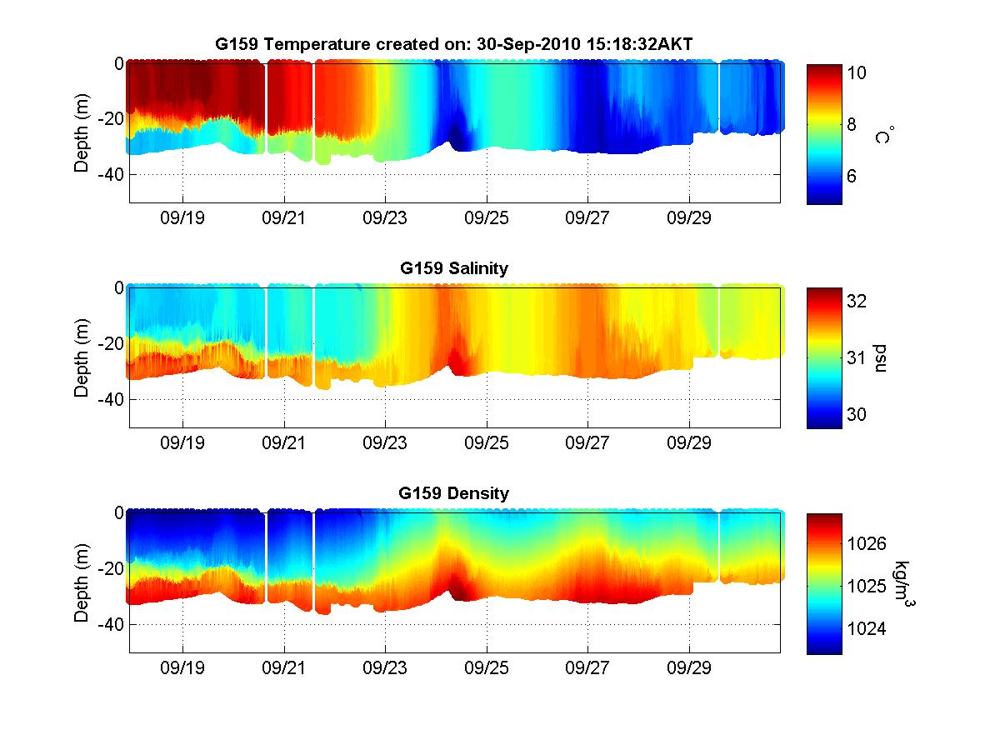 G159 Temperature created on: 30-Sep-2010 15:18:32AKT
0
-20
-40
Depth (m)
09/19 09/21 09/23 09/25 09/27 09/29
10
8
6
°C
G159 Salinity
0
-20
-40
Depth (m)
09/19 09/21 09/23 09/25 09/27 09/29
32
31
30
psu
G159 Density
0
-20
-40
Depth (m)
09/19 09/21 09/23 09/25 09/27 09/29
1026
1025
1024
kg/m³